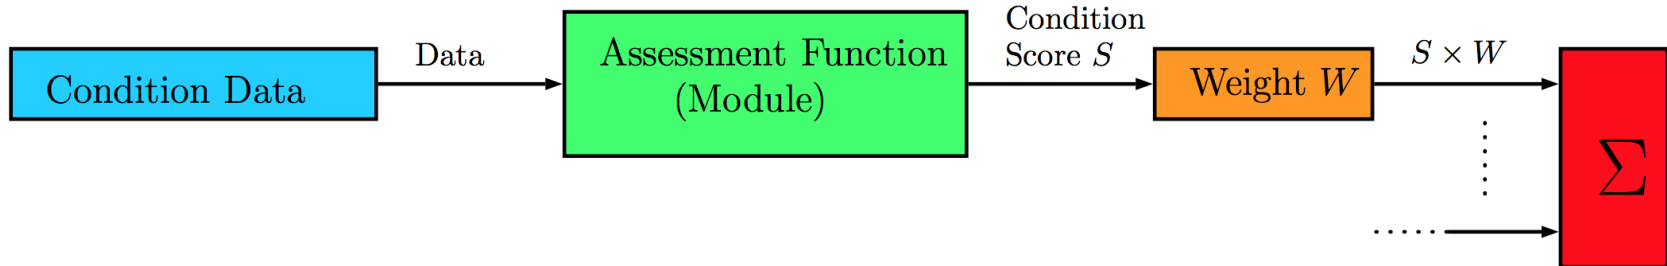 Condition Data
Data
Assessment Function
(Module)
Condition
Score S
Weight W
S × W
∑